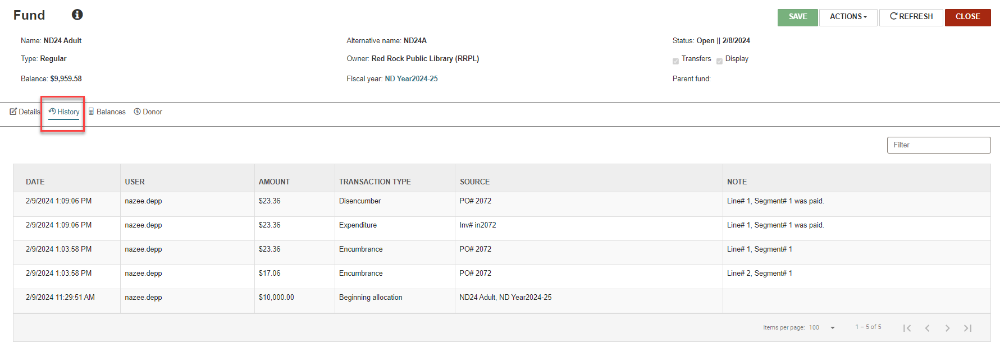 Fund
SAVE ACTIONS REFRESH CLOSE
Name: ND24 Adult Alternative name: ND24A Status: Open || 2/8/2024
Type: Regular Owner: Red Rock Public Library (RRPL) Transfers Display
Balance: $9,959.58 Fiscal year: ND Year2024-25 Parent fund:
Details History Balances Donor
Filter
DATE USER AMOUNT TRANSACTION TYPE SOURCE NOTE
2/9/2024 1:09:06 PM nazee.depp $23.36 Disencumber PO# 2072 Line# 1, Segment# 1 was paid.
2/9/2024 1:09:06 PM nazee.depp $23.36 Expenditure Inv# in2072 Line# 1, Segment# 1 was paid.
2/9/2024 1:03:58 PM nazee.depp $23.36 Encumbrance PO# 2072 Line# 1, Segment# 1
2/9/2024 1:03:58 PM nazee.depp $17.06 Encumbrance PO# 2072 Line# 2, Segment# 1
2/9/2024 11:29:51 AM nazee.depp $10,000.00 Beginning allocation ND24 Adult, ND Year2024-25
Items per page: 100 1 – 5 of 5